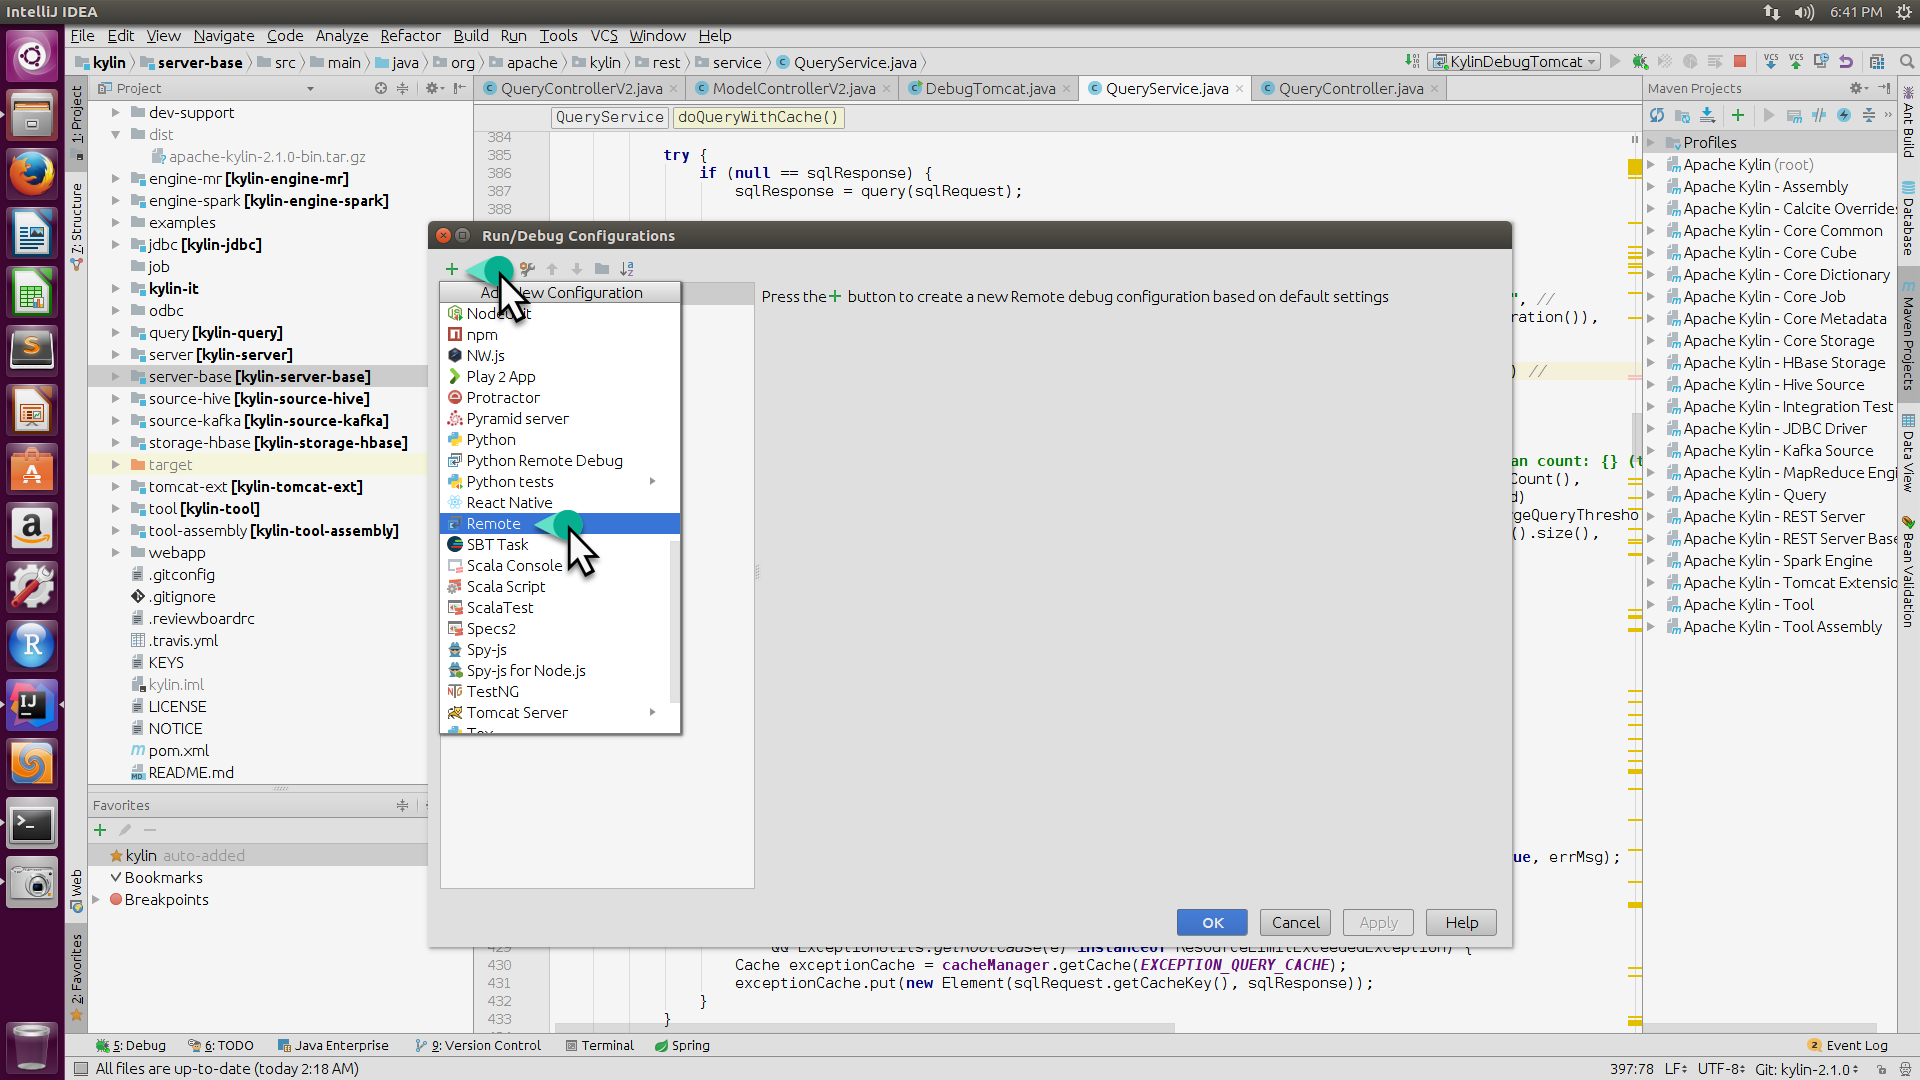 IntelliJ IDEA
6:41 PM
File Edit View Navigate Code Analyze Refactor Build Run Tools VCS Window Help
kylin server-base src main java org apache kylin rest service QueryService.java
KylinDebugTomcat
VCS VCS
Project
QueryControllerV2.java ModelControllerV2.java DebugTomcat.java QueryService.java QueryController.java
Maven Projects
1: Project
7: Structure
Web
2: Favorites
dev-support
dist
apache-kylin-2.1.0-bin.tar.gz
engine-mr [kylin-engine-mr]
engine-spark [kylin-engine-spark]
examples
jdbc [kylin-jdbc]
job
kylin-it
odbc
query [kylin-query]
server [kylin-server]
server-base [kylin-server-base]
source-hive [kylin-source-hive]
source-kafka [kylin-source-kafka]
storage-hbase [kylin-storage-hbase]
target
tomcat-ext [kylin-tomcat-ext]
tool [kylin-tool]
tool-assembly [kylin-tool-assembly]
webapp
.gitconfig
.gitignore
.reviewboardrc
.travis.yml
KEYS
kylin.iml
LICENSE
NOTICE
pom.xml
README.md
Favorites
kylin auto-added
Bookmarks
Breakpoints
QueryService doQueryWithCache()
384
385 try {
386 if (null == sqlResponse) {
387 sqlResponse = query(sqlRequest);
388
Run/Debug Configurations
New Configuration
npm
NW.js
Play 2 App
Protractor
Pyramid server
Python
Python Remote Debug
Python tests
React Native
Remote
SBT Task
Scala Console
Scala Script
ScalaTest
Specs2
Spy-js
Spy-js for Node.js
TestNG
Tomcat Server
Press the + button to create a new Remote debug configuration based on default settings
OK Cancel Apply Help
", //
ration()),
) //
an count: {} (t
Count(),
d)
geQueryThresho
().size(),
ue, errMsg);
429 && ExceptionUtils.getRootCause(e) instanceof ResourceLimitExceededException) {
430 Cache exceptionCache = cacheManager.getCache(EXCEPTION_QUERY_CACHE);
431 exceptionCache.put(new Element(sqlRequest.getCacheKey(), sqlResponse));
432 }
433 }
Profiles
Apache Kylin (root)
Apache Kylin - Assembly
Apache Kylin - Calcite Overrides
Apache Kylin - Core Common
Apache Kylin - Core Cube
Apache Kylin - Core Dictionary
Apache Kylin - Core Job
Apache Kylin - Core Metadata
Apache Kylin - Core Storage
Apache Kylin - HBase Storage
Apache Kylin - Hive Source
Apache Kylin - Integration Test
Apache Kylin - JDBC Driver
Apache Kylin - Kafka Source
Apache Kylin - MapReduce Engi
Apache Kylin - Query
Apache Kylin - REST Server
Apache Kylin - REST Server Base
Apache Kylin - Spark Engine
Apache Kylin - Tomcat Extensio
Apache Kylin - Tool
Apache Kylin - Tool Assembly
Ant Build
Database
Maven Projects
Data View
Bean Validation
5: Debug 6: TODO Java Enterprise 9: Version Control Terminal Spring
2 Event Log
All files are up-to-date (today 2:18 AM)
397:78 LF UTF-8 Git: kylin-2.1.0